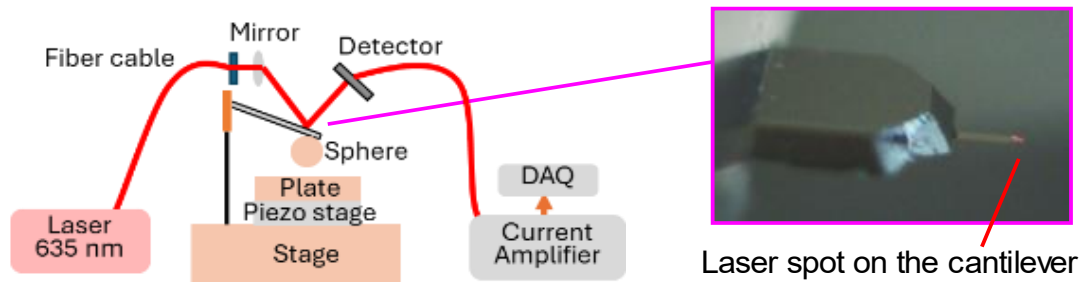 Mirror
Fiber cable
Detector
Sphere
Plate
Piezo stage
Stage
Laser
635 nm
DAQ
Current
Amplifier
Laser spot on the cantilever